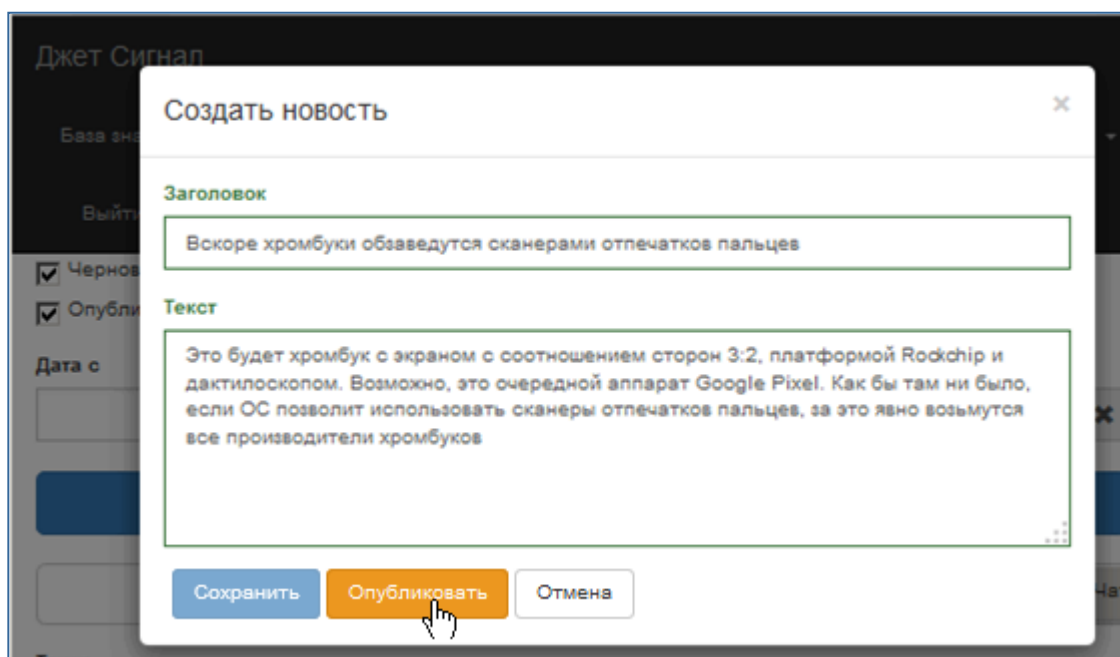 Джет Сигнал
Создать новость
×
База зна
Выйти
Заголовок
Вскоре хромбуки обзаведутся сканерами отпечатков пальцев
Чернов
Опубли
Текст
Дата с
Это будет хромбук с экраном с соотношением сторон 3:2, платформой Rockchip и
дактилоскопом. Возможно, это очередной аппарат Google Pixel. Как бы там ни было,
если ОС позволит использовать сканеры отпечатков пальцев, за это явно возьмутся
все производители хромбуков
Сохранить Опубликовать Отмена